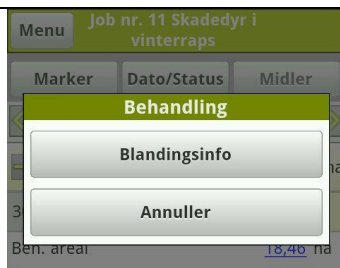 Menu
Job nr. 11 Skadedyr i
vinterraps
Marker
Dato/Status
Midler
Behandling
Blandingsinfo
Annuller
Ben. areal
18,46 ha